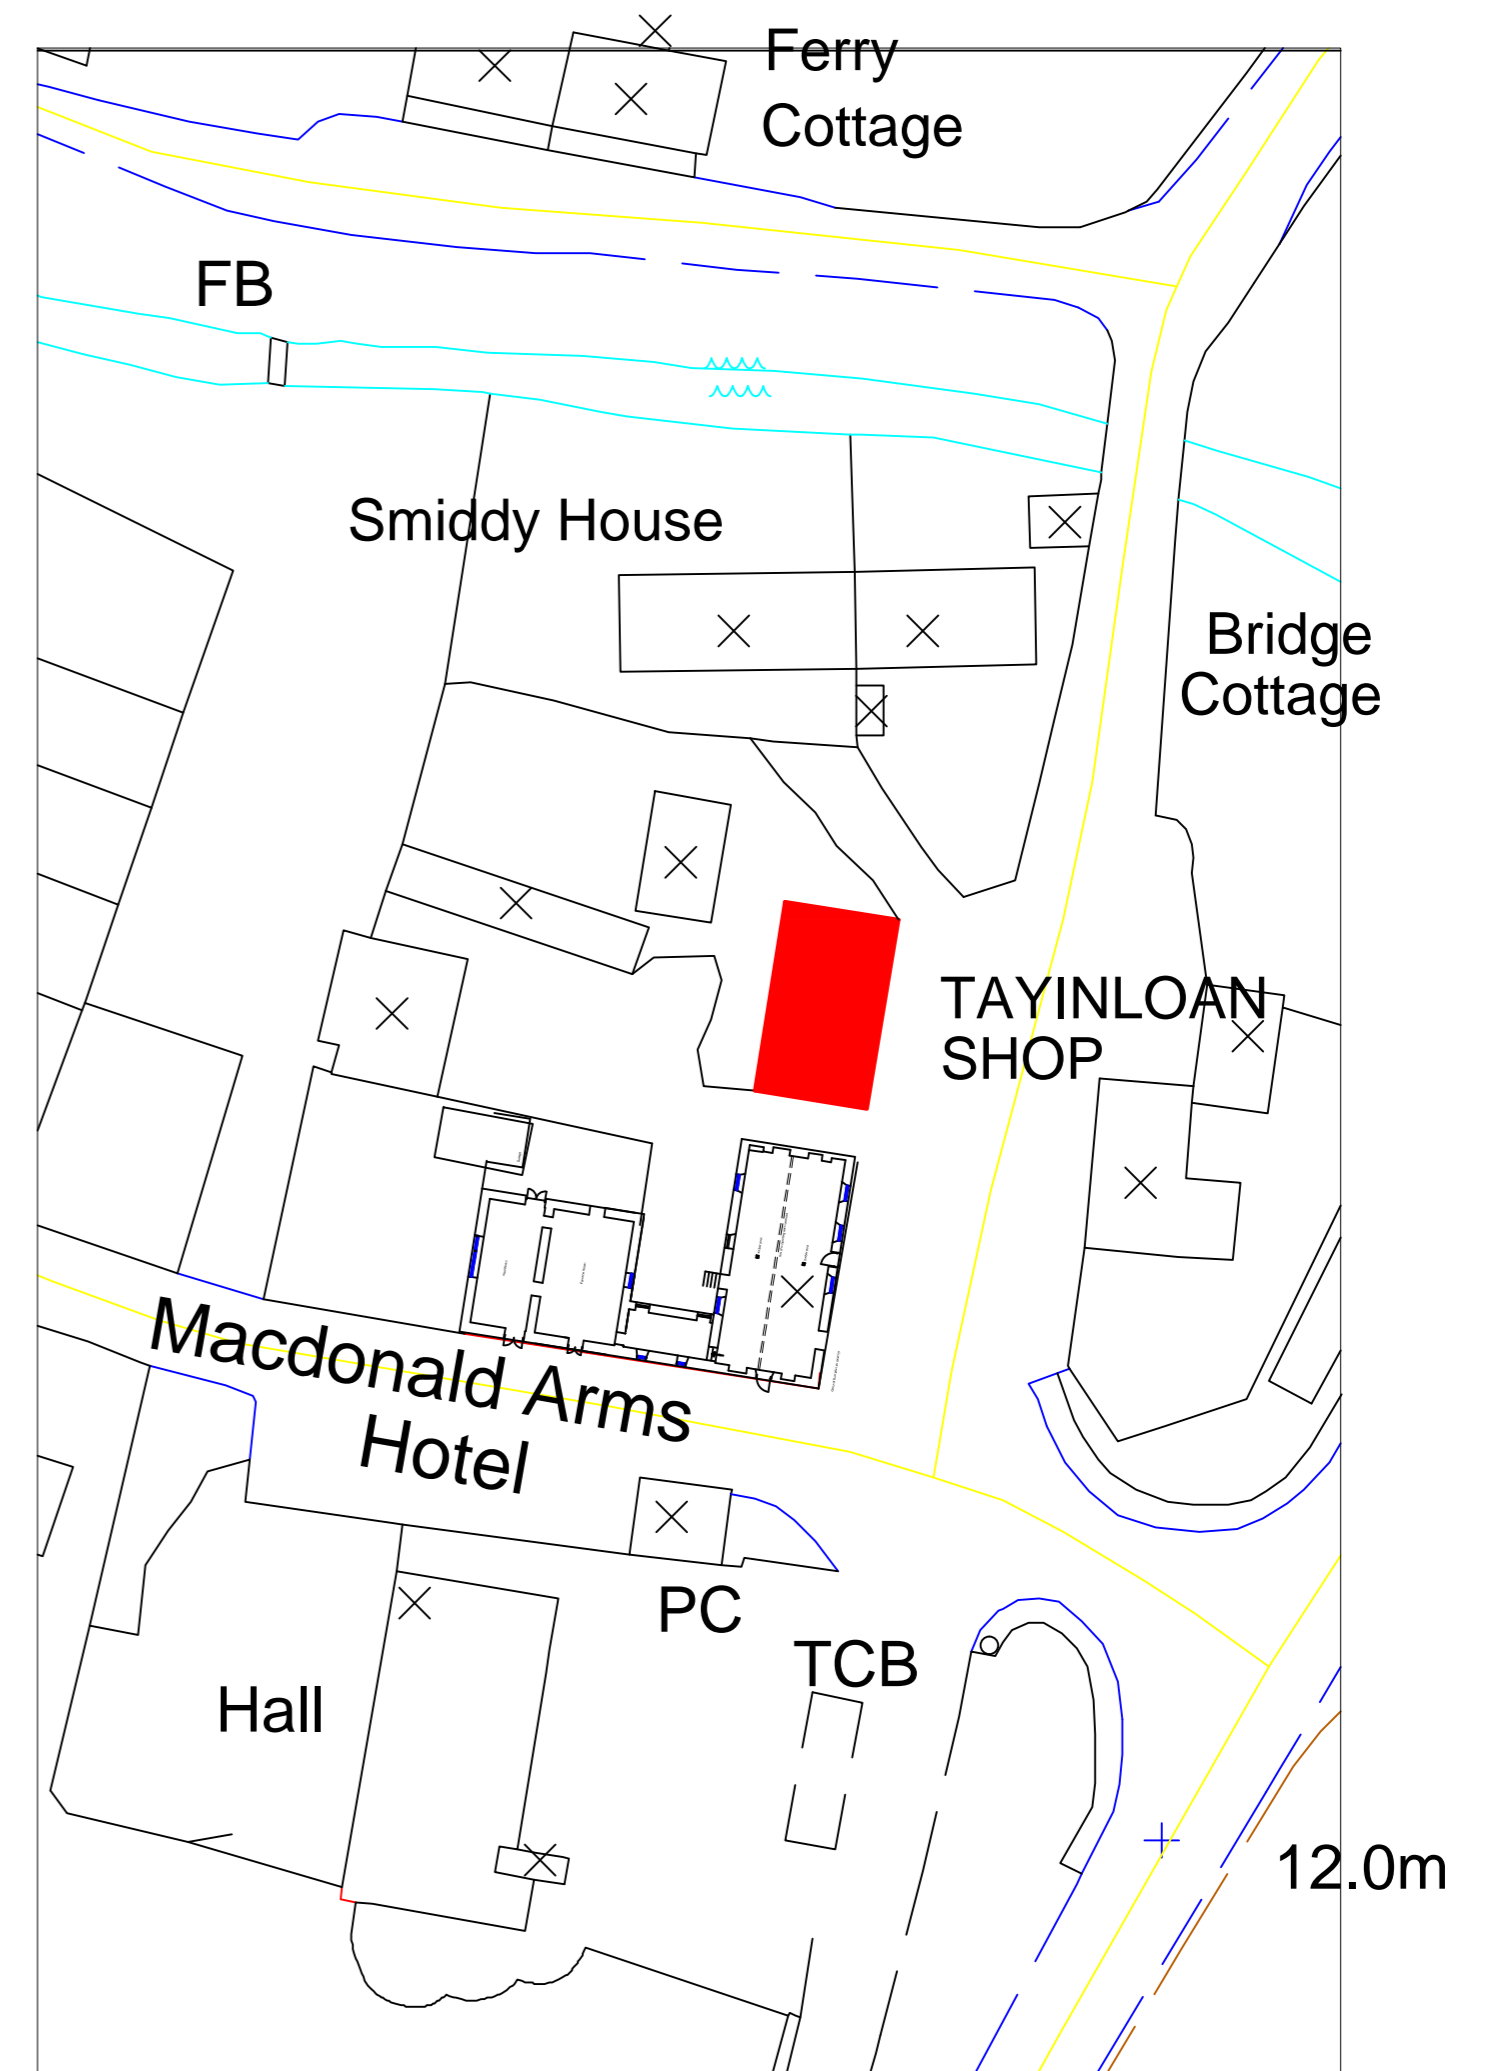 Ferry
Cottage
FB
Smiddy House
Bridge
Cottage
TAYINLOAN
SHOP
Macdonald Arms
Hotel
PC
TCB
Hall
12.0m